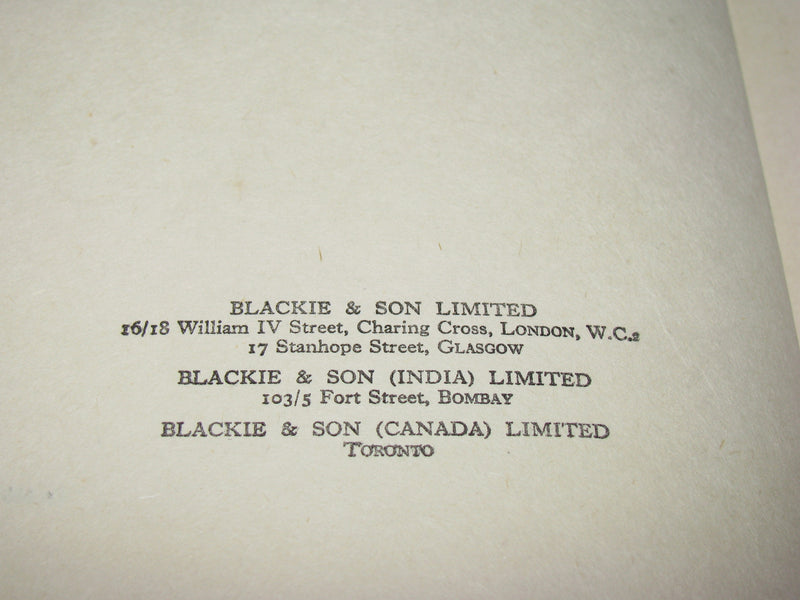 BLACKIE & SON LIMITED
16/18 William IV Street, Charing Cross, LONDON, W.C.2
17 Stanhope Street, GLASGOW
BLACKIE & SON (INDIA) LIMITED
103/5 Fort Street, BOMBAY
BLACKIE & SON (CANADA) LIMITED
TORONTO